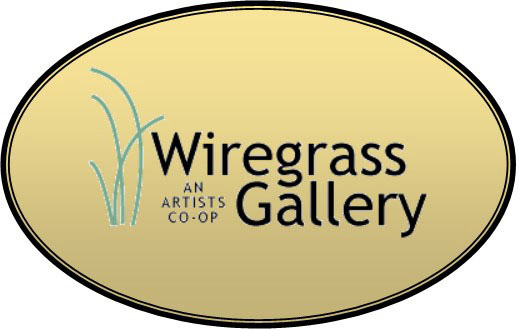 Wiregrass
AN
ARTISTS
CO-OP
Gallery